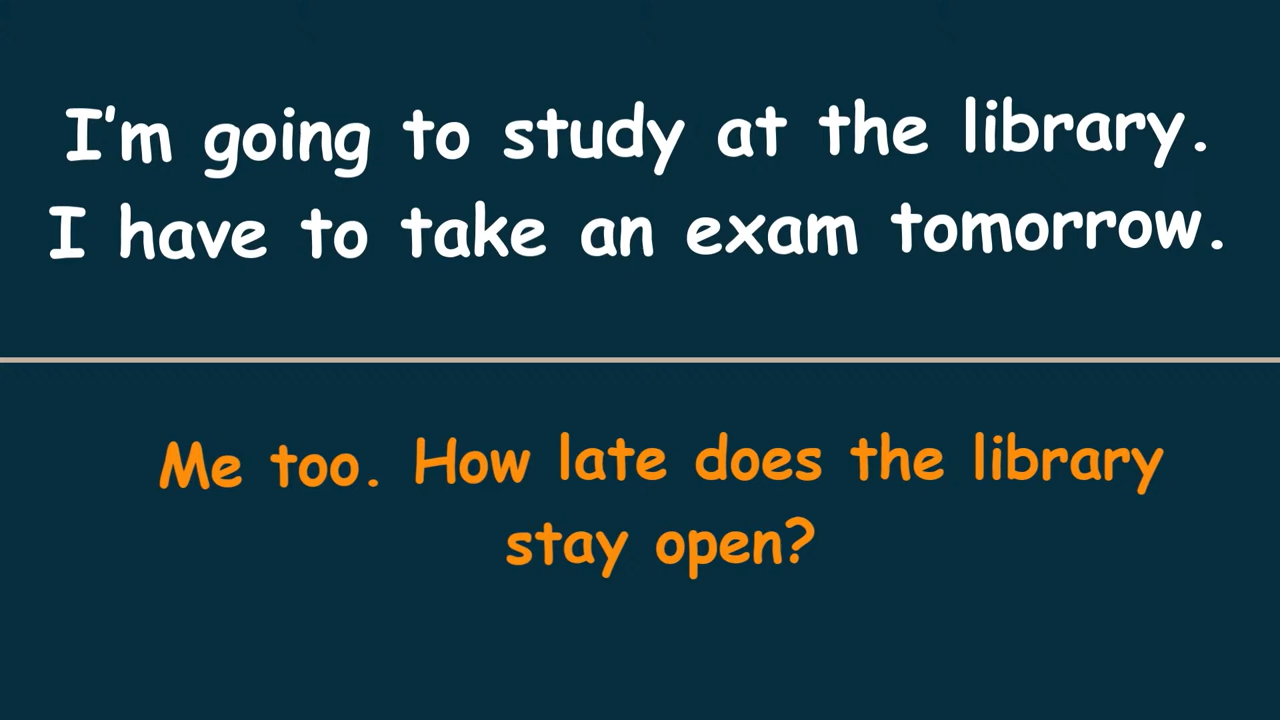 I'm going to study at the library.
I have to take an exam tomorrow.
Me too. How late does the library
stay open?